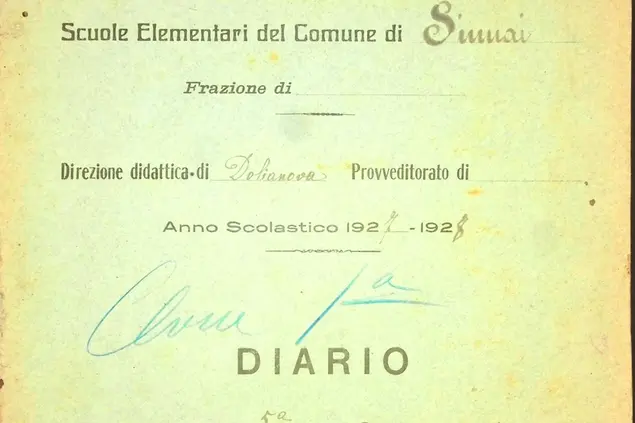 Scuole Elementari del Comune di Sinnai
Frazione di
Direzione didattica di Dolianova Provveditorato di
Anno Scolastico 1927-1928
Classe 1a
DIARIO
5a